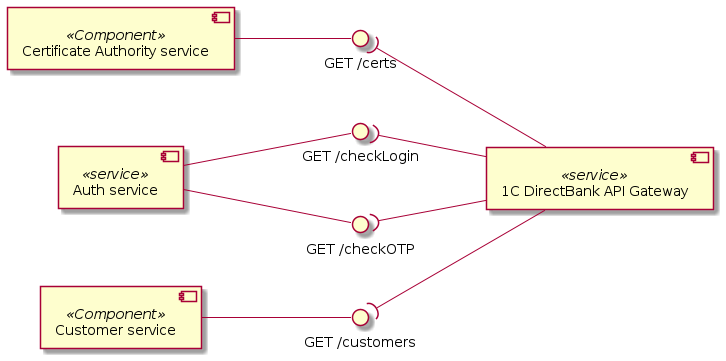 «Component»
Certificate Authority service
GET /certs
«service»
Auth service
GET /checkLogin
GET /checkOTP
«service»
1C DirectBank API Gateway
«Component»
Customer service
GET /customers